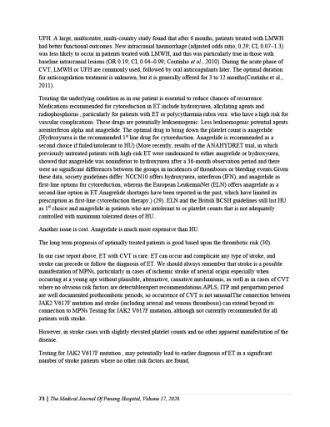 UFH. A large, multicentre, multi-country study found that after 6 months, patients treated with LMWH
had better functional outcomes. New intracranial haemorrhage (adjusted odds ratio, 0.29; CI, 0.07–1.3)
was less likely to occur in patients treated with LMWH, and this was particularly true in those with
baseline intracranial lesions (OR 0.19; CI, 0.04–0.99; Coutinho et al., 2010). During the acute phase of
CVT, LMWH or UFH are commonly used, followed by oral anticoagulants later. The optimal duration
for anticoagulation treatment is unknown, but it is generally offered for 3 to 12 months(Coutinho et al.,
2011).
Treating the underlying condition as in our patient is essential to reduce chances of recurrence.
Medications recommended for cytoreduction in ET include hydroxyurea, alkylating agents and
radiophosphorus , particularly for patients with ET or polycythaemia rubra vera who have a high risk for
vascular complications. These drugs are potentially leukaemogenic. Less leukaemogenic potential agents
areinterferon alpha and anagrelide. The optimal drug to bring down the platelet count is anagrelide
(Hydroxyurea is the recommended 1st line drug for cytoreduction. Anagrelide is recommended as a
second choice if failed/intolerant to HU) (More recently, results of the ANAHYDRET trial, in which
previously untreated patients with high-risk ET were randomized to either anagrelide or hydroxyurea,
showed that anagrelide was noninferior to hydroxyurea after a 36-month observation period and there
were no significant differences between the groups in incidences of thrombosis or bleeding events.Given
these data, society guidelines differ: NCCN10 offers hydroxyurea, interferon (IFN), and anagrelide as
first-line options for cytoreduction, whereas the European LeukemiaNet (ELN) offers anagrelide as a
second-line option in ET.Anagrelide shortages have been reported in the past, which have limited its
prescription as first-line cytoreduction therapy.) (29). ELN and the British BCSH guidelines still list HU
as 1st choice and anagrelide in patients who are intolerant to or platelet counts that is not adequately
controlled with maximum tolerated doses of HU.
Another issue is cost. Anagrelide is much more expensive than HU.
The long term prognosis of optimally treated patients is good based upon the thrombotic risk (30).
In our case report above, ET with CVT is rare. ET can occur and complicate any type of stroke, and
stroke can precede or follow the diagnosis of ET. We should always remember that stroke is a possible
manifestation of MPNs, particularly in cases of ischemic stroke of arterial origin especially when
occurring at a young age without plausible, alternative, causative mechanisms, as well as in cases of CVT
where no obvious risk factors are detectableexpert recommendations.APLS, ITP and peripartum period
are well documented prothrombotic periods, so occurrence of CVT is not unusualThe connection between
JAK2 V617F mutation and stroke (including arterial and venous thrombosis) can extend beyond its
connection to MPNs Testing for JAK2 V617F mutation, although not currently recommended for all
patients with stroke.
However, in stroke cases with slightly elevated platelet counts and no other apparent manifestation of the
disease.
Testing for JAK2 V617F mutation , may potentially lead to earlier diagnosis of ET in a significant
number of stroke patients where no other risk factors are found,
73 | The Medical Journal Of Penang Hospital, Volume 17, 2020.